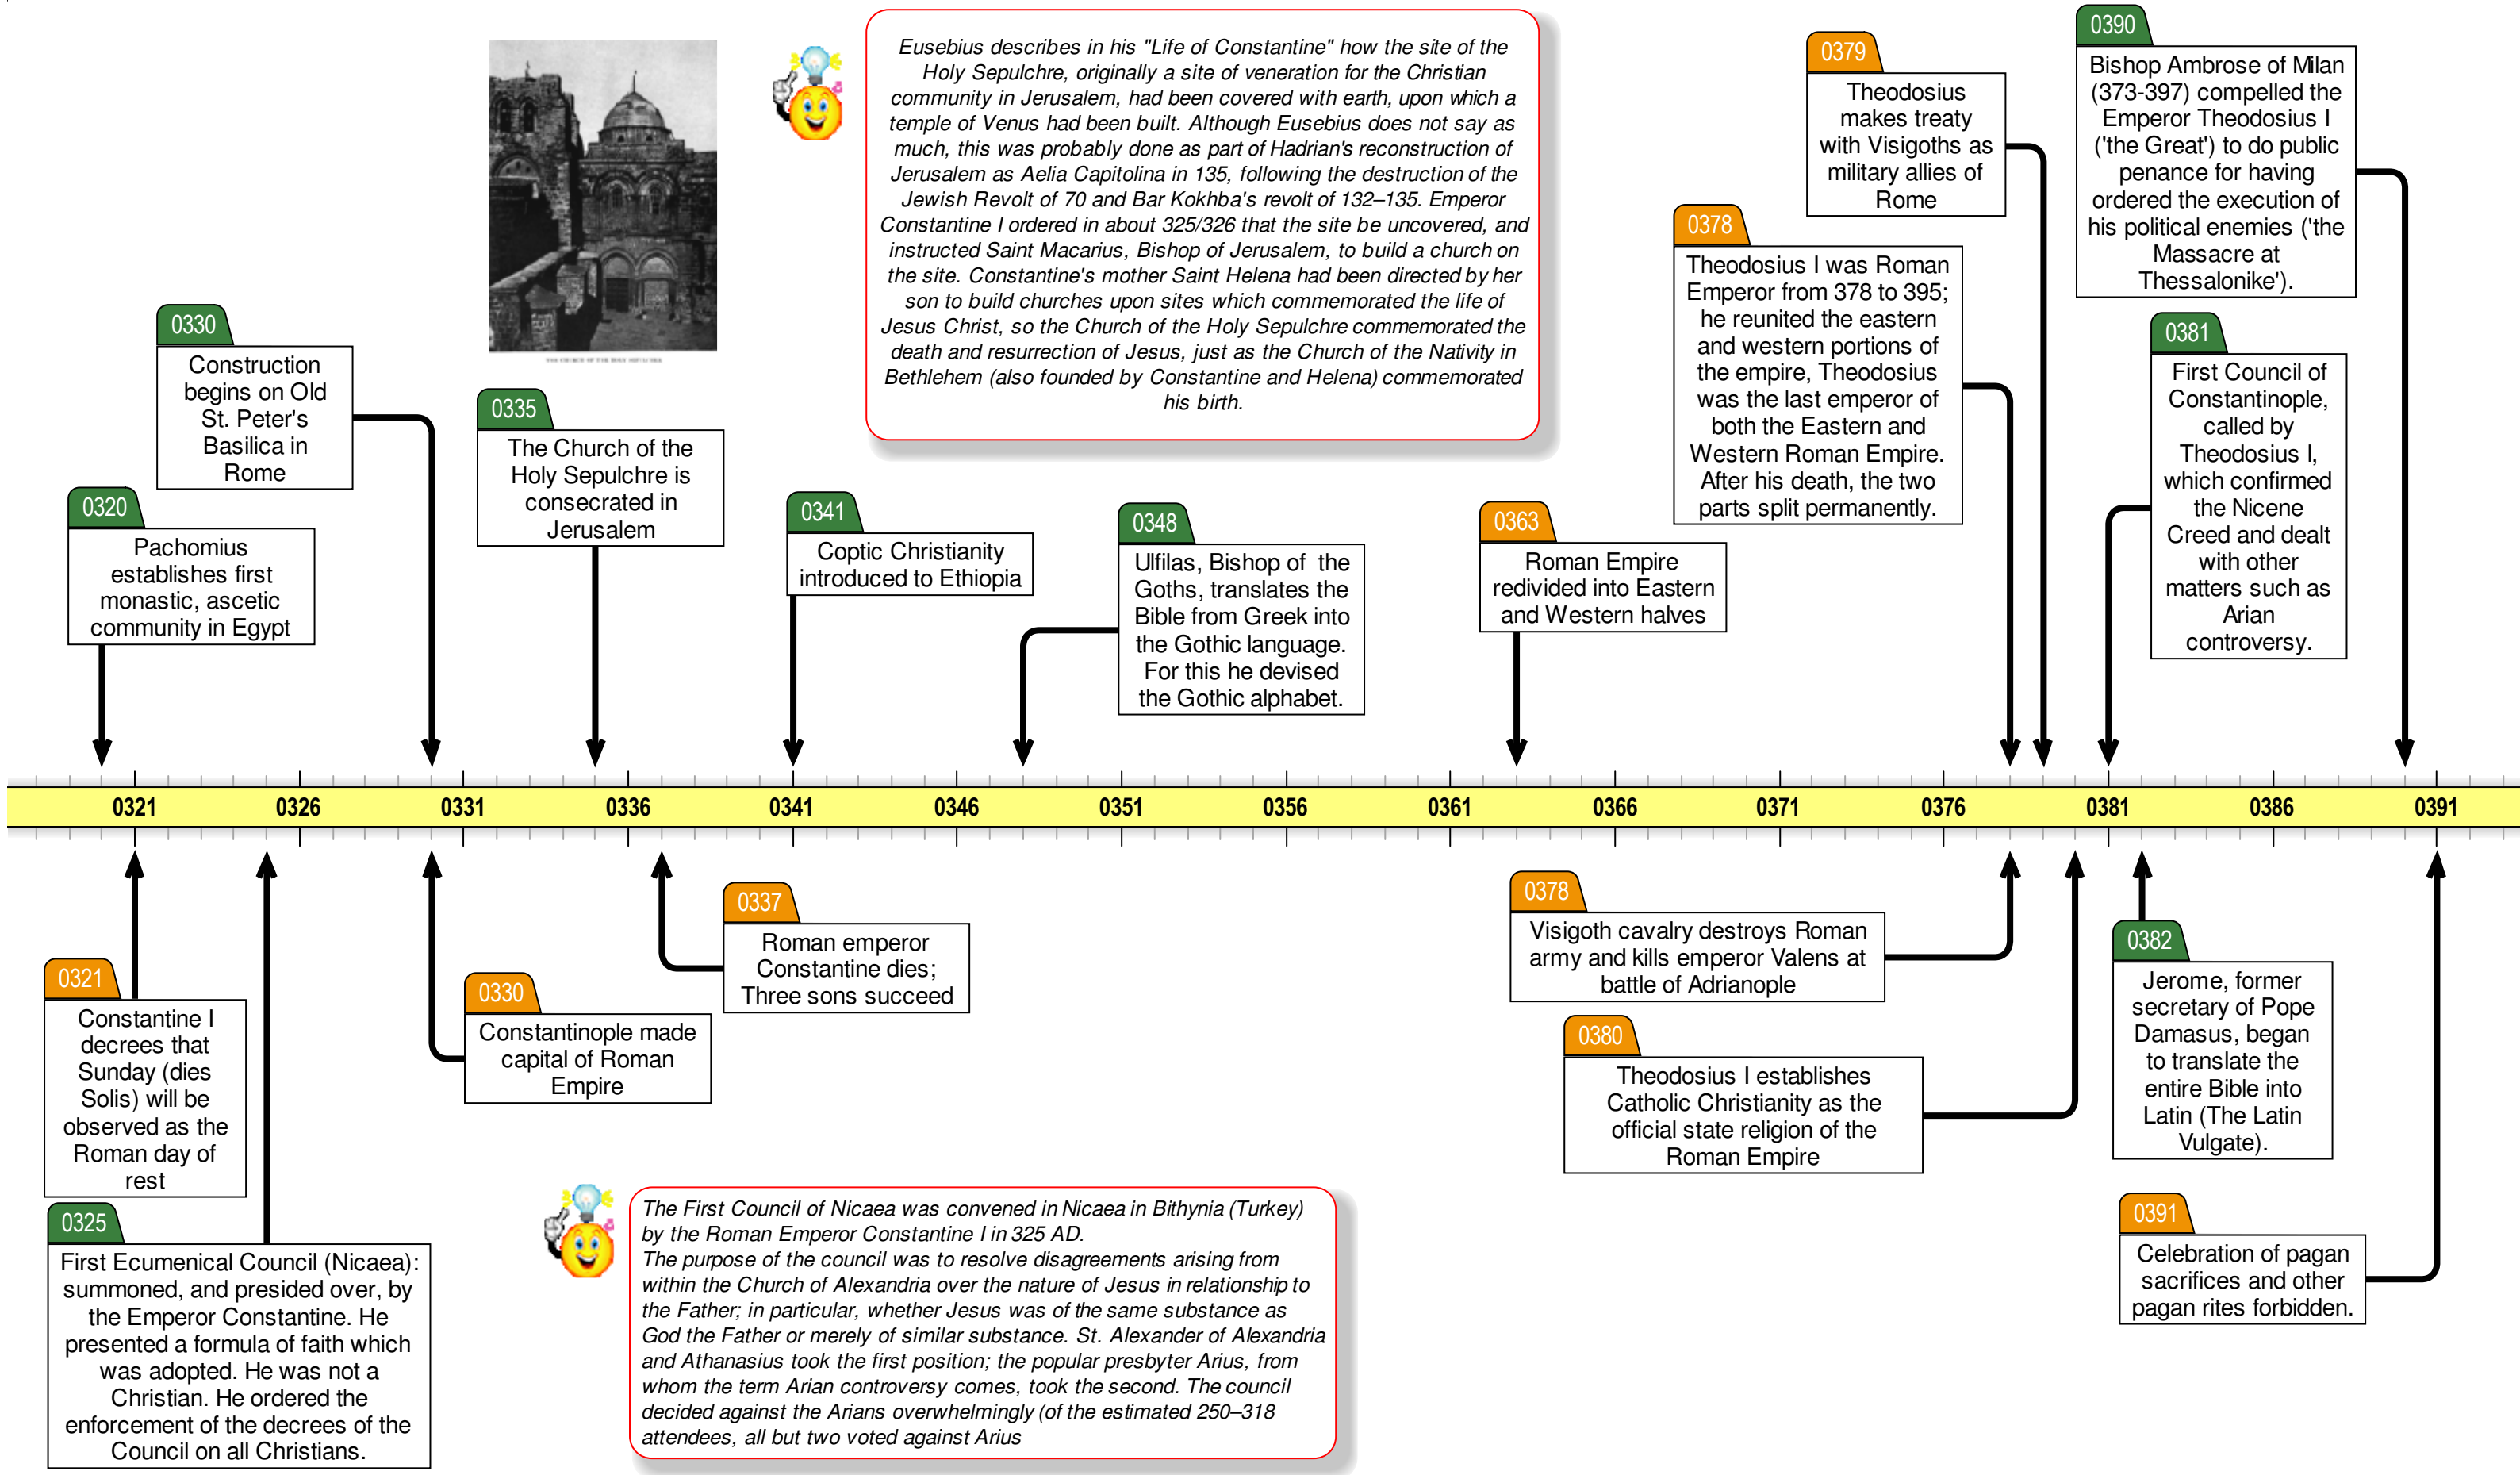 Eusebius describes in his "Life of Constantine" how the site of the
Holy Sepulchre, originally a site of veneration for the Christian
community in Jerusalem, had been covered with earth, upon which a
temple of Venus had been built. Although Eusebius does not say as
much, this was probably done as part of Hadrian's reconstruction of
Jerusalem as Aelia Capitolina in 135, following the destruction of the
Jewish Revolt of 70 and Bar Kokhba's revolt of 132–135. Emperor
Constantine I ordered in about 325/326 that the site be uncovered, and
instructed Saint Macarius, Bishop of Jerusalem, to build a church on
the site. Constantine's mother Saint Helena had been directed by her
son to build churches upon sites which commemorated the life of
Jesus Christ, so the Church of the Holy Sepulchre commemorated the
death and resurrection of Jesus, just as the Church of the Nativity in
Bethlehem (also founded by Constantine and Helena) commemorated
his birth.
THE CHURCH OF THE HOLY SEPULCHRE
0320
Pachomius
establishes first
monastic, ascetic
community in Egypt
0330
Construction
begins on Old
St. Peter's
Basilica in
Rome
0335
The Church of the
Holy Sepulchre is
consecrated in
Jerusalem
0341
Coptic Christianity
introduced to Ethiopia
0348
Ulfilas, Bishop of the
Goths, translates the
Bible from Greek into
the Gothic language.
For this he devised
the Gothic alphabet.
0363
Roman Empire
redivided into Eastern
and Western halves
0378
Theodosius I was Roman
Emperor from 378 to 395;
he reunited the eastern
and western portions of
the empire, Theodosius
was the last emperor of
both the Eastern and
Western Roman Empire.
After his death, the two
parts split permanently.
0379
Theodosius
makes treaty
with Visigoths as
military allies of
Rome
0390
Bishop Ambrose of Milan
(373-397) compelled the
Emperor Theodosius I
('the Great') to do public
penance for having
ordered the execution of
his political enemies ('the
Massacre at
Thessalonike').
0381
First Council of
Constantinople,
called by
Theodosius I,
which confirmed
the Nicene
Creed and dealt
with other
matters such as
Arian
controversy.
0321 0326 0331 0336 0341 0346 0351 0356 0361 0366 0371 0376 0381 0386 0391
0321
Constantine I
decrees that
Sunday (dies
Solis) will be
observed as the
Roman day of
rest
0325
First Ecumenical Council (Nicaea):
summoned, and presided over, by
the Emperor Constantine. He
presented a formula of faith which
was adopted. He was not a
Christian. He ordered the
enforcement of the decrees of the
Council on all Christians.
0330
Constantinople made
capital of Roman
Empire
0337
Roman emperor
Constantine dies;
Three sons succeed
The First Council of Nicaea was convened in Nicaea in Bithynia (Turkey)
by the Roman Emperor Constantine I in 325 AD.
The purpose of the council was to resolve disagreements arising from
within the Church of Alexandria over the nature of Jesus in relationship to
the Father; in particular, whether Jesus was of the same substance as
God the Father or merely of similar substance. St. Alexander of Alexandria
and Athanasius took the first position; the popular presbyter Arius, from
whom the term Arian controversy comes, took the second. The council
decided against the Arians overwhelmingly (of the estimated 250–318
attendees, all but two voted against Arius
0378
Visigoth cavalry destroys Roman
army and kills emperor Valens at
battle of Adrianople
0380
Theodosius I establishes
Catholic Christianity as the
official state religion of the
Roman Empire
0382
Jerome, former
secretary of Pope
Damasus, began
to translate the
entire Bible into
Latin (The Latin
Vulgate).
0391
Celebration of pagan
sacrifices and other
pagan rites forbidden.